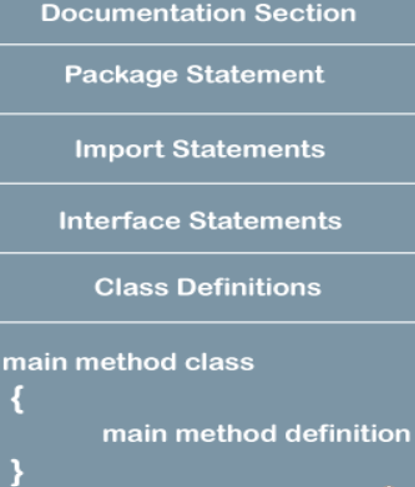 Documentation Section
Package Statement
Import Statements
Interface Statements
Class Definitions
main method class
{
main method definition
}